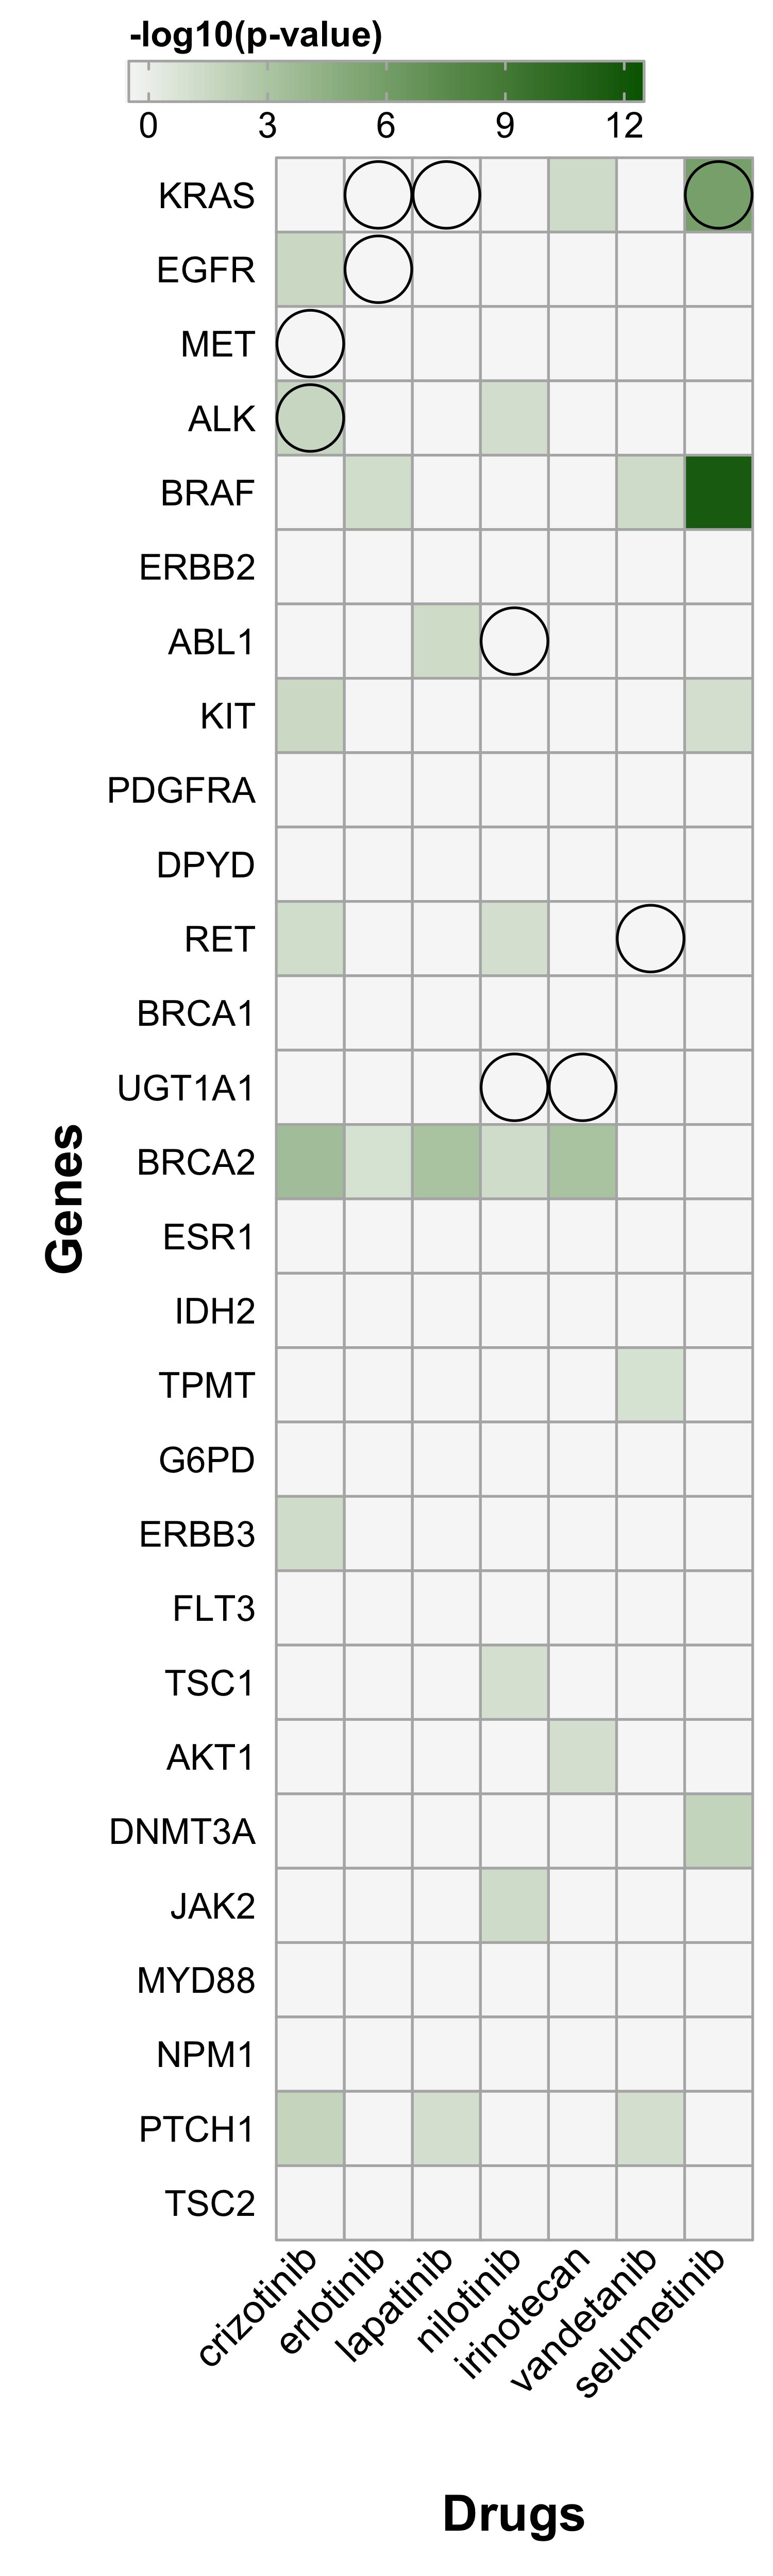 -log10(p-value)
0 3 6 9 12
KRAS
EGFR
MET
ALK
BRAF
ERBB2
ABL1
KIT
PDGFRA
DPYD
RET
BRCA1
UGT1A1
BRCA2
ESR1
IDH2
TPMT
G6PD
ERBB3
FLT3
TSC1
AKT1
DNMT3A
JAK2
MYD88
NPM1
PTCH1
TSC2
Genes
crizotinib
erlotinib
lapatinib
nilotinib
irinotecan
vandetanib
selumetinib
Drugs